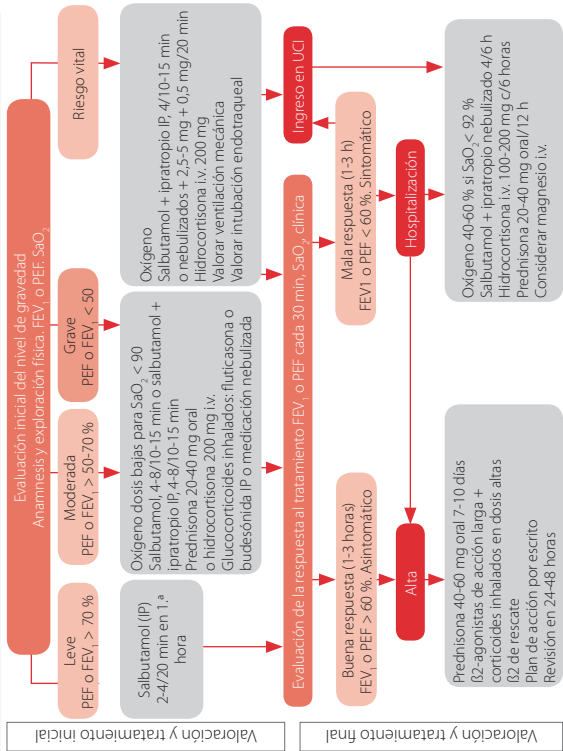 Valoración y tratamiento inicial
Evaluación inicial del nivel de gravedad
Anamnesis y exploración física. FEV₁ o PEF. SaO₂
Leve
PEF o FEV₁ > 70 %
Moderada
PEF o FEV₁ > 50-70 %
Grave
PEF o FEV₁ < 50
Riesgo vital
Salbutamol (IP)
2-4/20 min en 1.ª
hora
Oxígeno dosis bajas para SaO₂ < 90
Salbutamol, 4-8/10-15 min o salbutamol +
ipratropio IP, 4-8/10-15 min
Prednisona 20-40 mg oral
o hidrocortisona 200 mg i.v.
Glucocorticoides inhalados: fluticasona o
budesónida IP o medicación nebulizada
Oxígeno
Salbutamol + ipratropio IP, 4/10-15 min
o nebulizados + 2,5-5 mg + 0,5 mg/20 min
Hidrocortisona i.v. 200 mg
Valorar ventilación mecánica
Valorar intubación endotraqueal
Valoración y tratamiento final
Evaluación de la respuesta al tratamiento FEV₁ o PEF cada 30 min, SaO₂, clínica
Buena respuesta (1-3 horas)
FEV₁ o PEF > 60 %. Asintomático
Mala respuesta (1-3 h)
FEV1 o PEF < 60 %. Sintomático
Ingreso en UCI
Alta
Hospitalización
Prednisona 40-60 mg oral 7-10 días
ß2-agonistas de acción larga +
corticoides inhalados en dosis altas
ß2 de rescate
Plan de acción por escrito
Revisión en 24-48 horas
Oxígeno 40-60 % si SaO₂ < 92 %
Salbutamol + ipratropio nebulizado 4/6 h
Hidrocortisona i.v. 100-200 mg c/6 horas
Prednisona 20-40 mg oral/12 h
Considerar magnesio i.v.